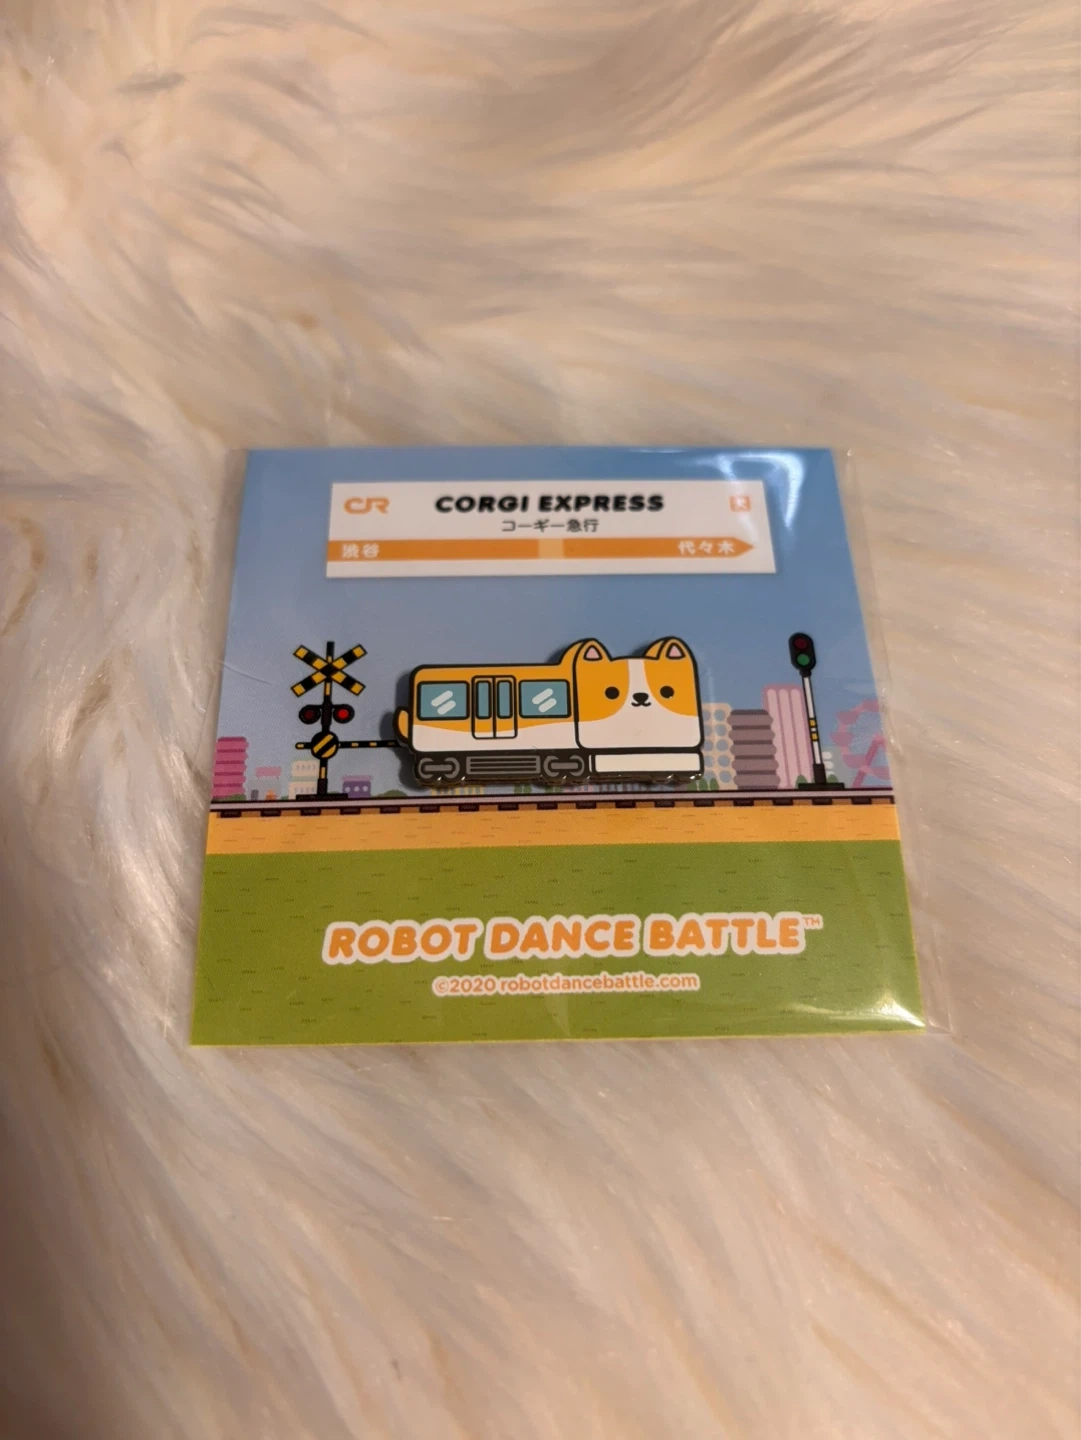 CJR
CORGI EXPRESS
コーギー急行
渋谷
代々木
ROBOT DANCE BATTLE™
©2020 robotdancebattle.com